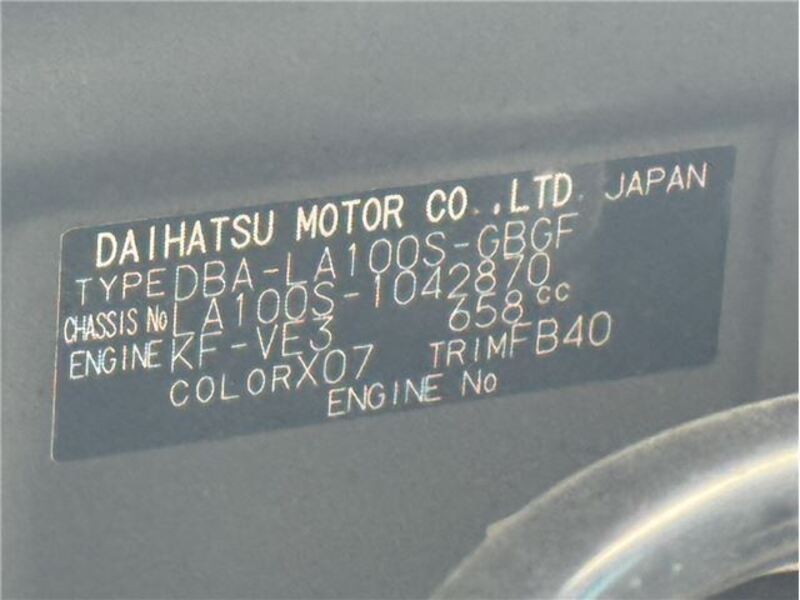 DAIHATSU MOTOR CO.,LTD. JAPAN
TYPE DBA-LA100S-GBGF
CHASSIS No LA100S-1042870
ENGINE KF-VE3 658cc
COLOR X07 TRIM FB40
ENGINE No